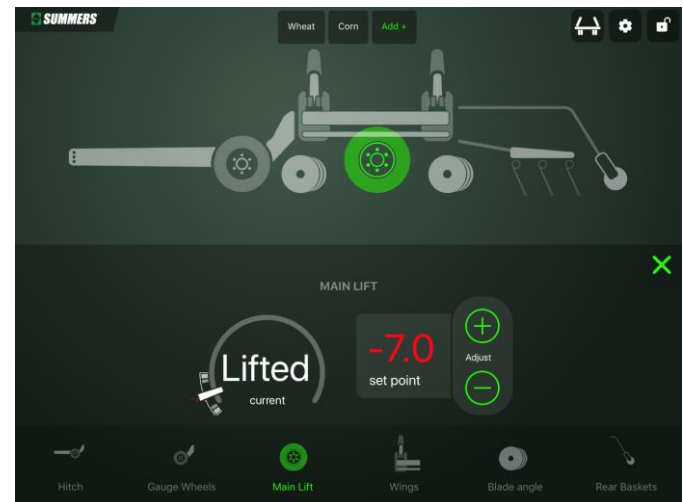 SUMMERS
Wheat Corn Add +
MAIN LIFT
Lifted
current
-7.0
set point
Adjust
Hitch Gauge Wheels Main Lift Wings Blade angle Rear Baskets